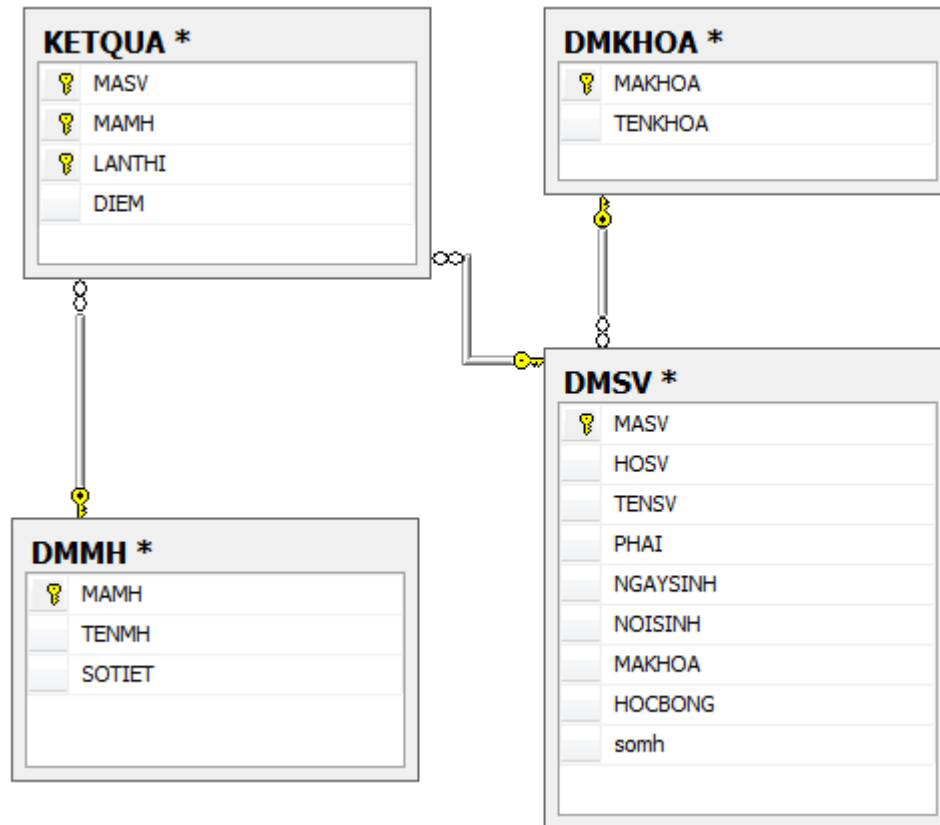 KETQUA *
MASV
MAMH
LANTHI
DIEM
DMKHOA *
MAKHOA
TENKHOA
DMSV *
MASV
HOSV
TENSV
PHAI
NGAYSINH
NOISINH
MAKHOA
HOCBONG
somh
DMMH *
MAMH
TENMH
SOTIET